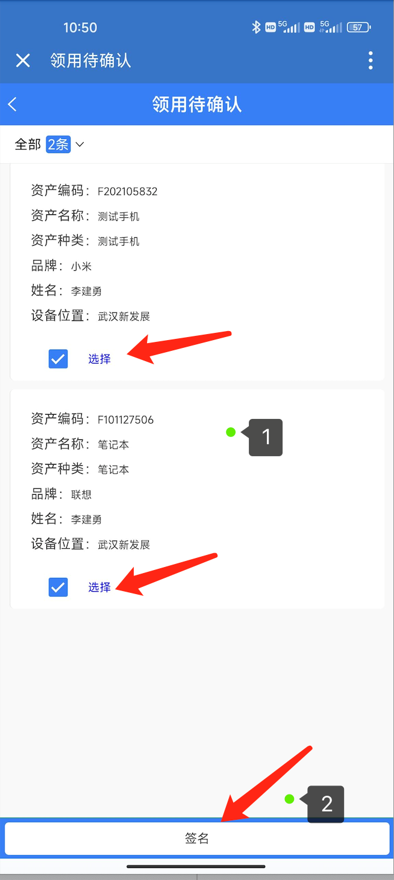 10:50
HD 5G HD 5G 57
领用待确认
领用待确认
全部 2条
资产编码：F202105832
资产名称：测试手机
资产种类：测试手机
品牌：小米
姓名：李建勇
设备位置：武汉新发展
选择
资产编码：F101127506
1
资产名称：笔记本
资产种类：笔记本
品牌：联想
姓名：李建勇
设备位置：武汉新发展
选择
2
签名